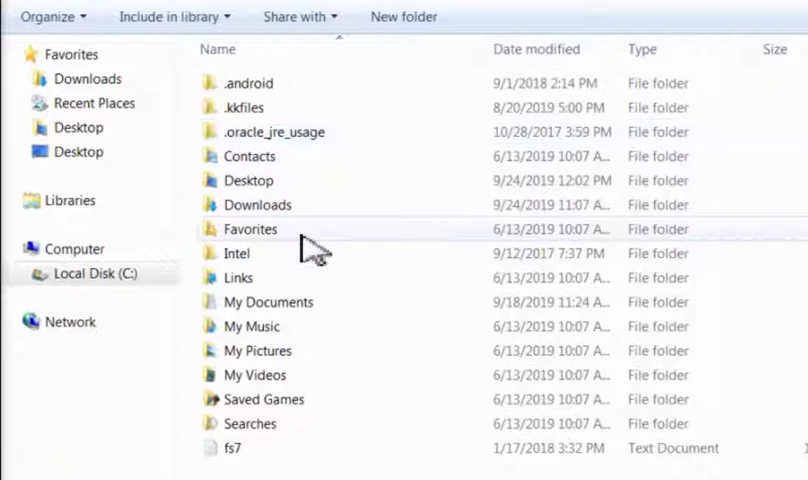 Organize Include in library Share with New folder
Name Date modified Type Size
Favorites
Downloads
Recent Places
Desktop
Desktop
Libraries
Computer
Local Disk (C:)
Network
.android 9/1/2018 2:14 PM File folder
.kkfiles 8/20/2019 5:00 PM File folder
.oracle_jre_usage 10/28/2017 3:59 PM File folder
Contacts 6/13/2019 10:07 A... File folder
Desktop 9/24/2019 12:02 PM File folder
Downloads 9/24/2019 11:07 A... File folder
Favorites 6/13/2019 10:07 A... File folder
Intel 9/12/2017 7:37 PM File folder
Links 6/13/2019 10:07 A... File folder
My Documents 9/18/2019 11:24 A... File folder
My Music 6/13/2019 10:07 A... File folder
My Pictures 6/13/2019 10:07 A... File folder
My Videos 6/13/2019 10:07 A... File folder
Saved Games 6/13/2019 10:07 A... File folder
Searches 6/13/2019 10:07 A... File folder
fs7 1/17/2018 3:32 PM Text Document